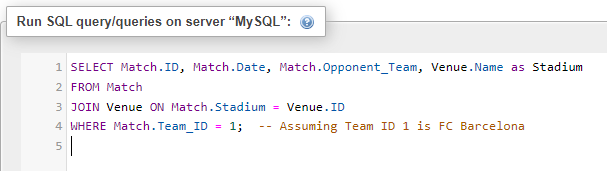 Run SQL query/queries on server “MySQL”:
1 SELECT Match.ID, Match.Date, Match.Opponent_Team, Venue.Name as Stadium
2 FROM Match
3 JOIN Venue ON Match.Stadium = Venue.ID
4 WHERE Match.Team_ID = 1;  -- Assuming Team ID 1 is FC Barcelona
5